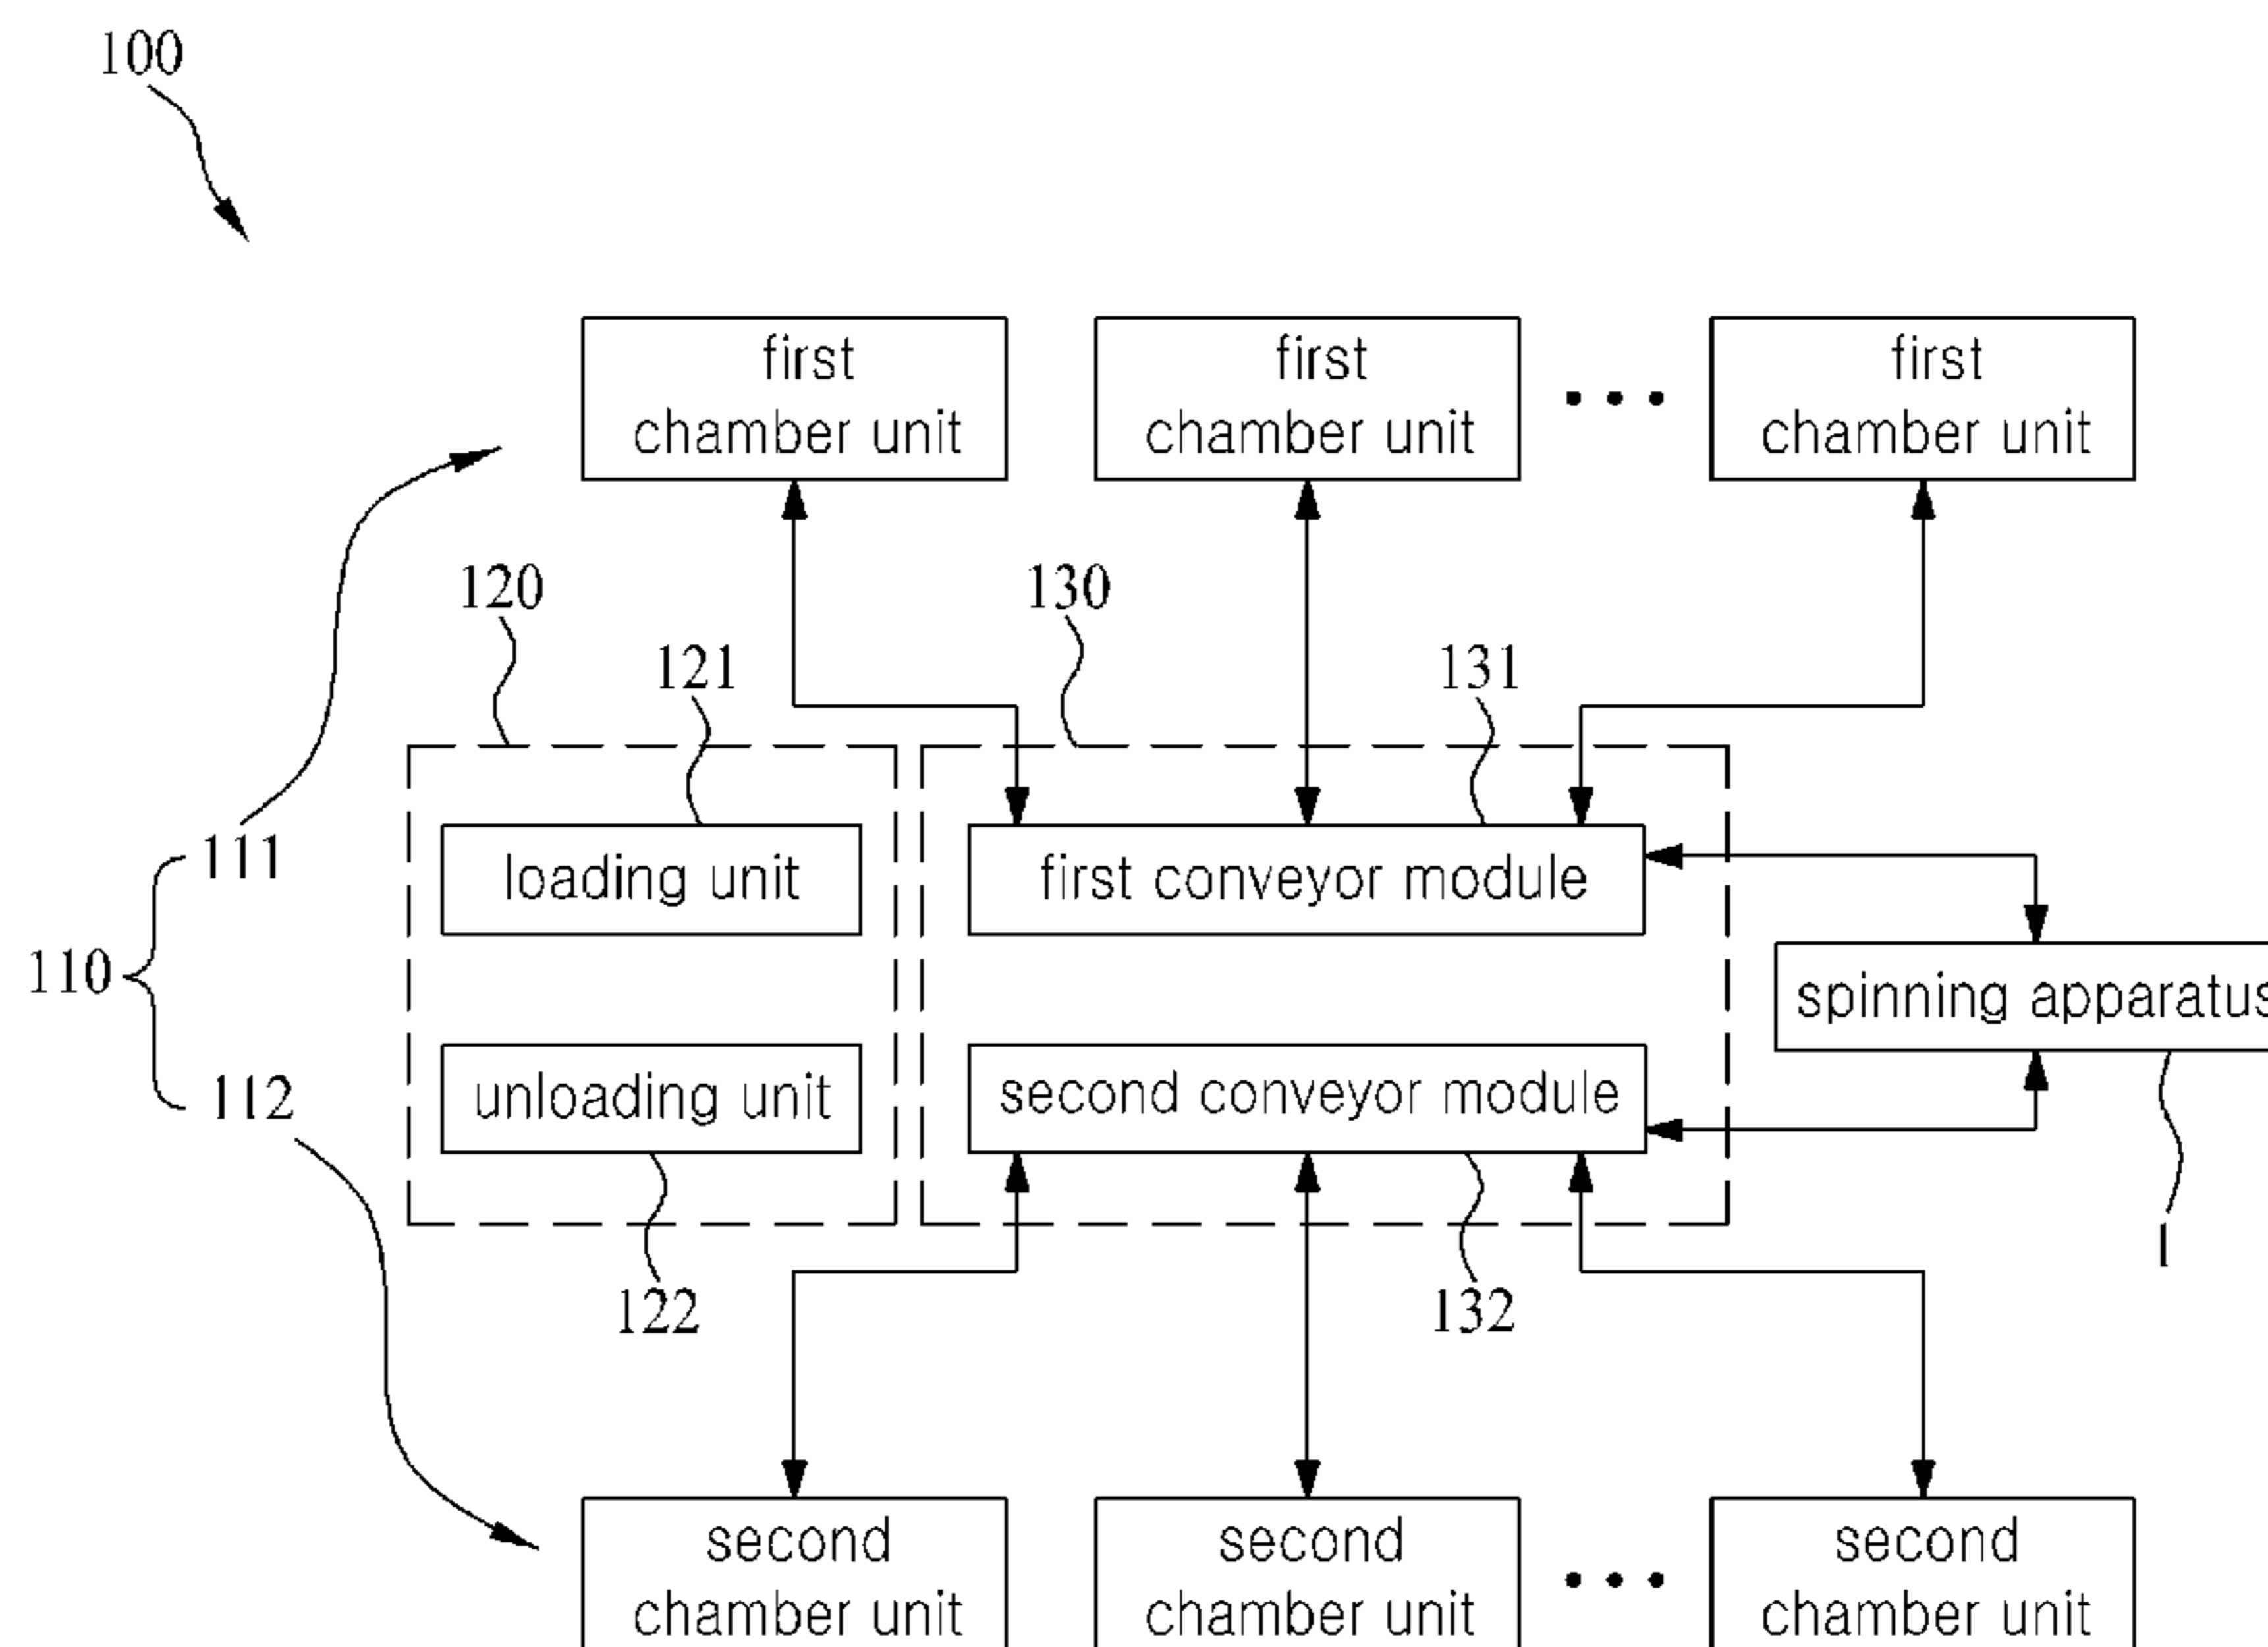 100
first
chamber unit
first
chamber unit
first
chamber unit
120
130
121
131
111
loading unit
first conveyor module
110
spinning apparatus
112
unloading unit
second conveyor module
1
122
132
second
chamber unit
second
chamber unit
second
chamber unit